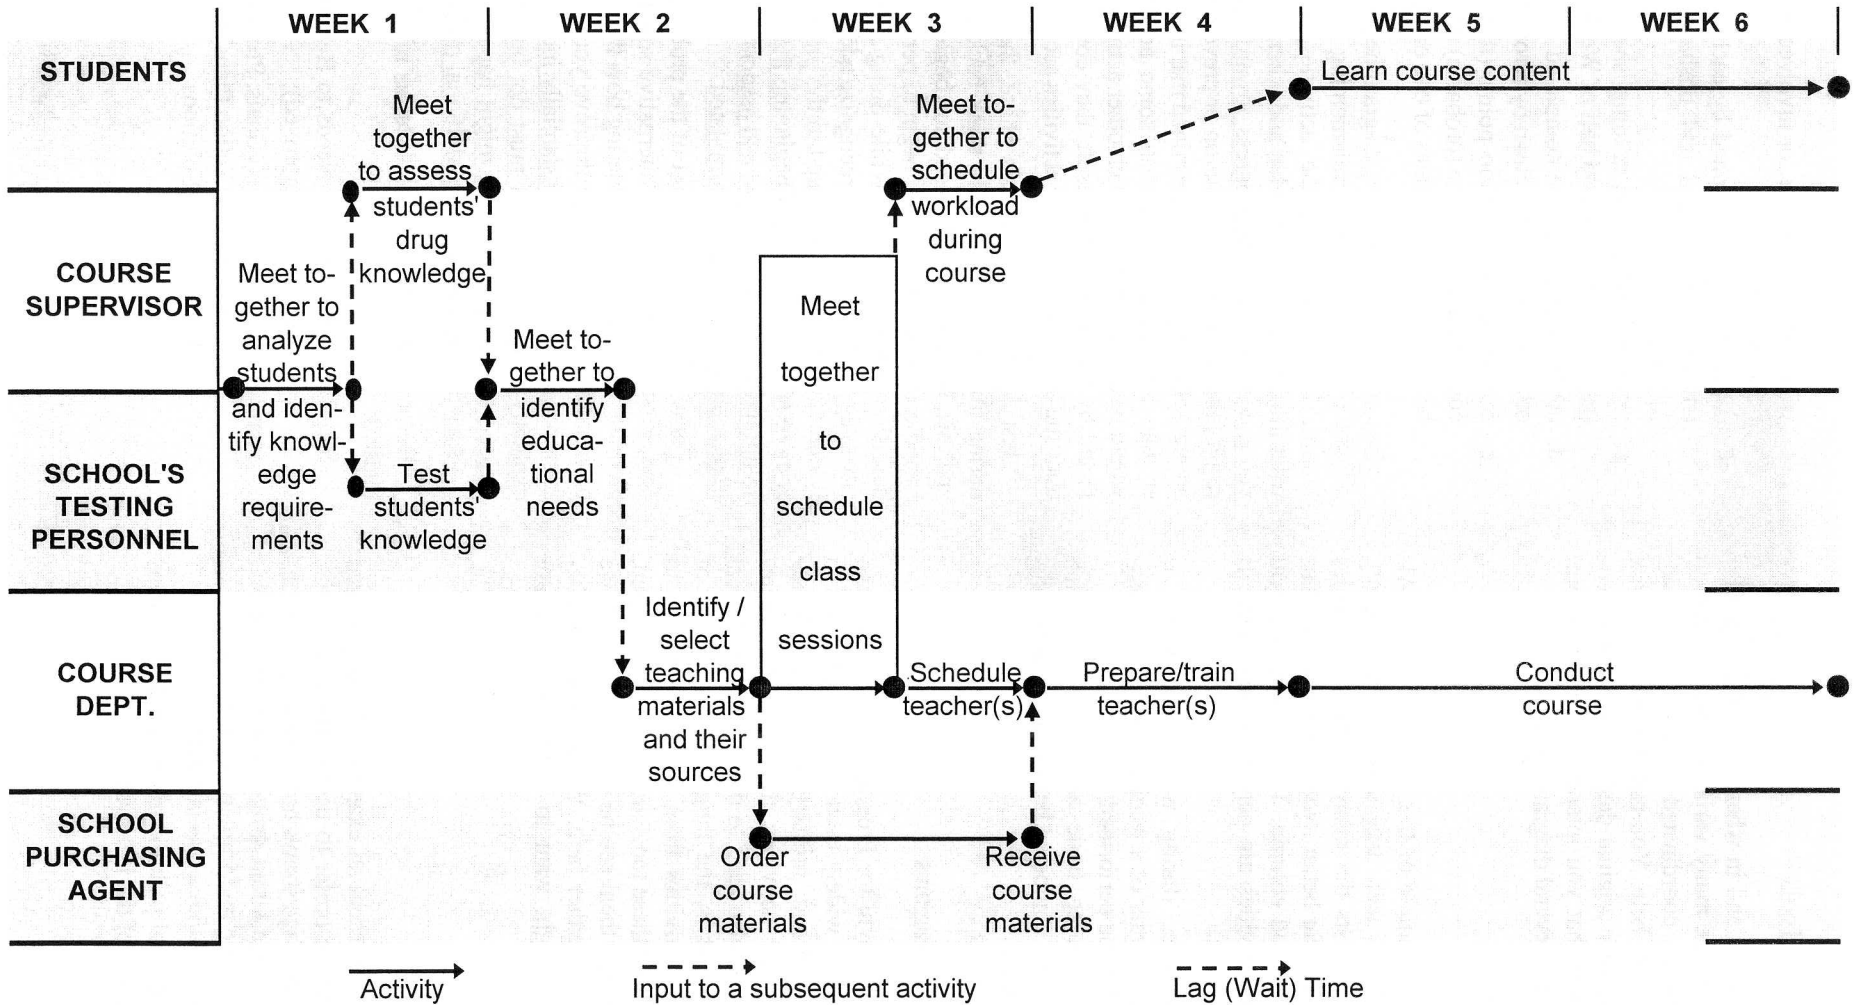 WEEK 1
WEEK 2
WEEK 3
WEEK 4
WEEK 5
WEEK 6
STUDENTS
Meet
together
to assess
students'
drug
knowledge
Meet to-
gether to
schedule
workload
during
course
Learn course content
COURSE
SUPERVISOR
Meet to-
gether to
analyze
students
and iden-
tify knowl-
edge
require-
ments
Meet to-
gether to
identify
educa-
tional
needs
Meet
together
to
schedule
class
sessions
SCHOOL'S
TESTING
PERSONNEL
Test
students'
knowledge
COURSE
DEPT.
Identify /
select
teaching
materials
and their
sources
Schedule
teacher(s)
Prepare/train
teacher(s)
Conduct
course
SCHOOL
PURCHASING
AGENT
Order
course
materials
Receive
course
materials
Activity
Input to a subsequent activity
Lag (Wait) Time